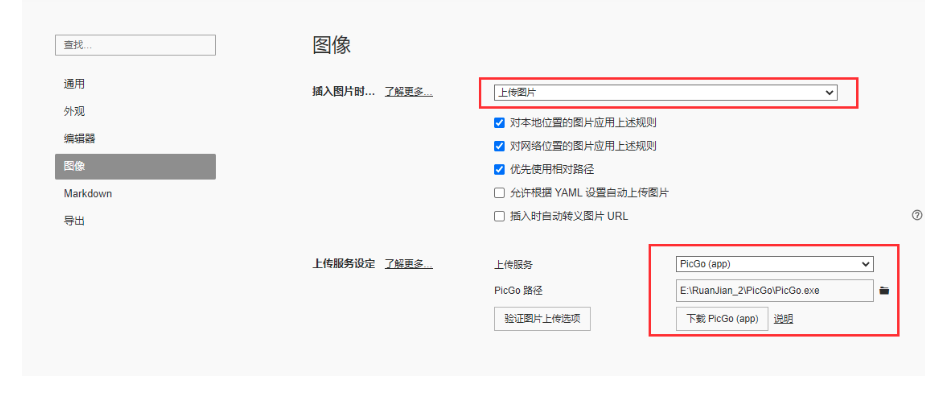 查找...
图像
通用
外观
编辑器
图像
Markdown
导出
插入图片时... 了解更多... 上传图片
对本地位置的图片应用上述规则
对网络位置的图片应用上述规则
优先使用相对路径
允许根据 YAML 设置自动上传图片
插入时自动转义图片 URL
上传服务设定 了解更多... 上传服务 PicGo (app)
PicGo 路径 E:\RuanJian_2\PicGo\PicGo.exe
验证图片上传选项 下载 PicGo (app) 说明